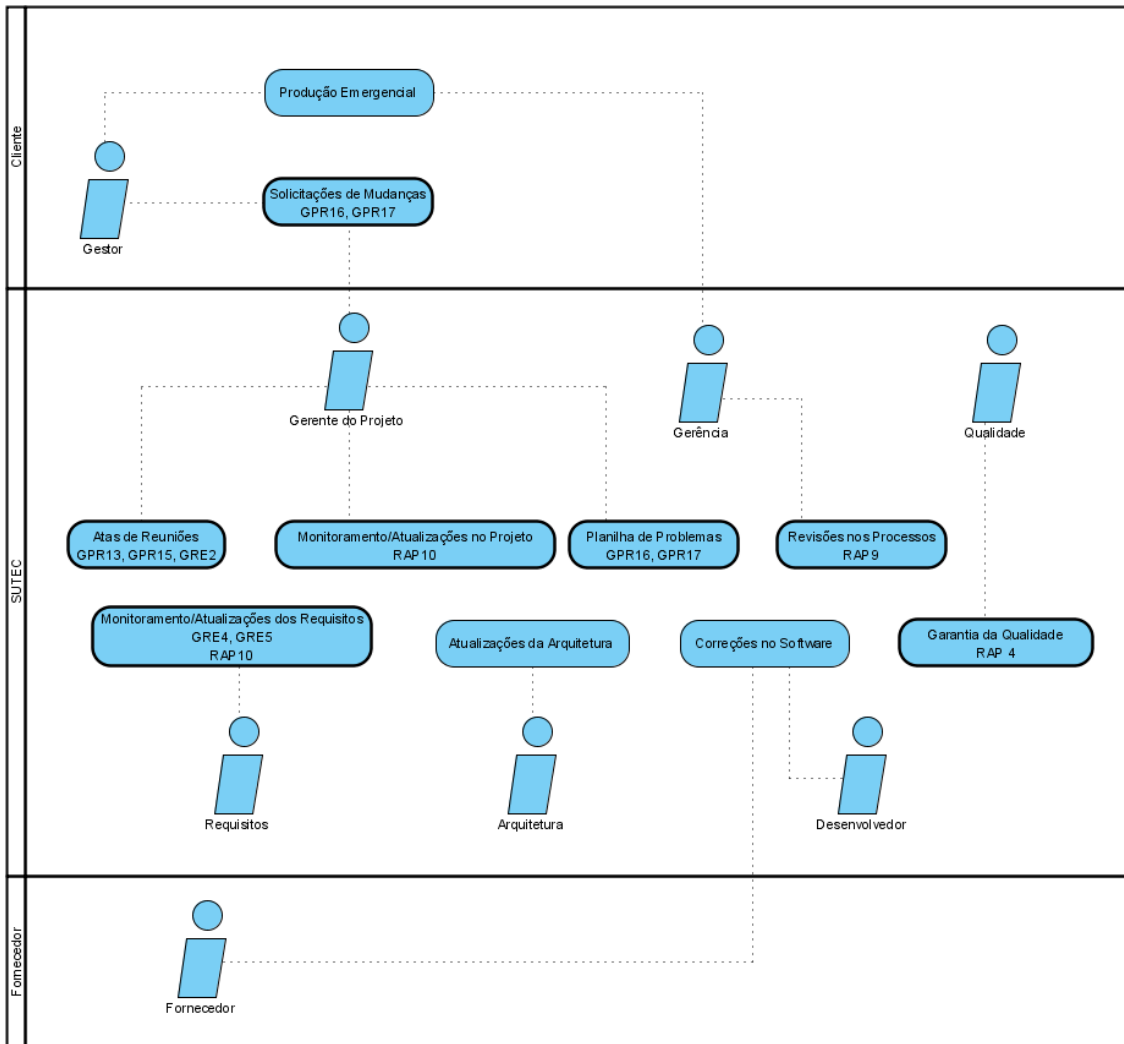 Cliente
Produção Emergencial
Solicitações de Mudanças
GPR16, GPR17
Gestor
SUTEC
Gerente do Projeto
Gerência
Qualidade
Atas de Reuniões
GPR13, GPR15, GRE2
Monitoramento/Atualizações no Projeto
RAP10
Planilha de Problemas
GPR16, GPR17
Revisões nos Processos
RAP9
Monitoramento/Atualizações dos Requisitos
GRE4, GRE5
RAP10
Atualizações da Arquitetura
Correções no Software
Garantia da Qualidade
RAP 4
Requisitos
Arquitetura
Desenvolvedor
Fornecedor
Fornecedor